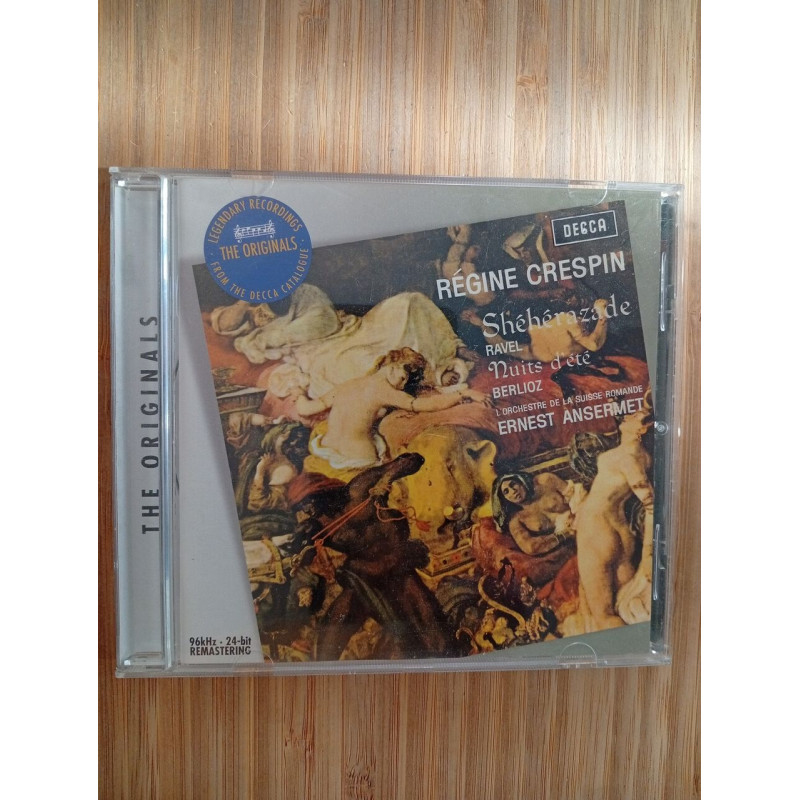 THE ORIGINALS
LEGENDARY RECORDINGS
THE ORIGINALS
FROM THE DECCA CATALOGUE
DECCA
RÉGINE CRESPIN
Shéhérazade
RAVEL
Nuits d'été
BERLIOZ
L'ORCHESTRE DE LA SUISSE ROMANDE
ERNEST ANSERMET
96kHz · 24-bit
REMASTERING